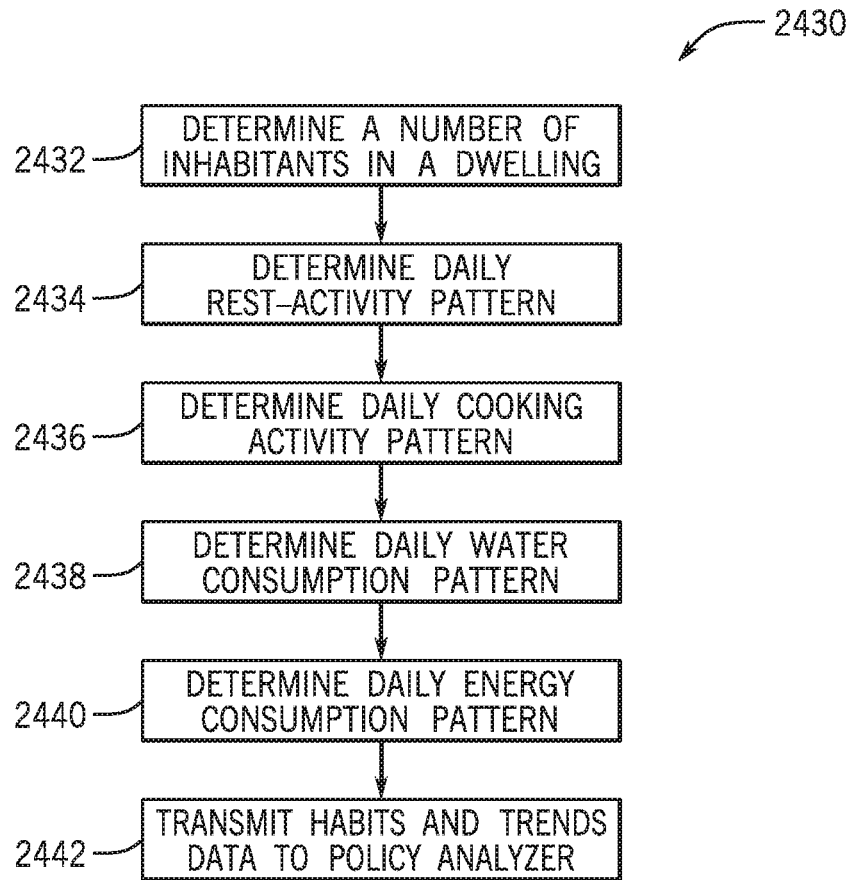 2430
DETERMINE A NUMBER OF
INHABITANTS IN A DWELLING
2432
DETERMINE DAILY
REST–ACTIVITY PATTERN
2434
DETERMINE DAILY COOKING
ACTIVITY PATTERN
2436
DETERMINE DAILY WATER
CONSUMPTION PATTERN
2438
DETERMINE DAILY ENERGY
CONSUMPTION PATTERN
2440
TRANSMIT HABITS AND TRENDS
DATA TO POLICY ANALYZER
2442